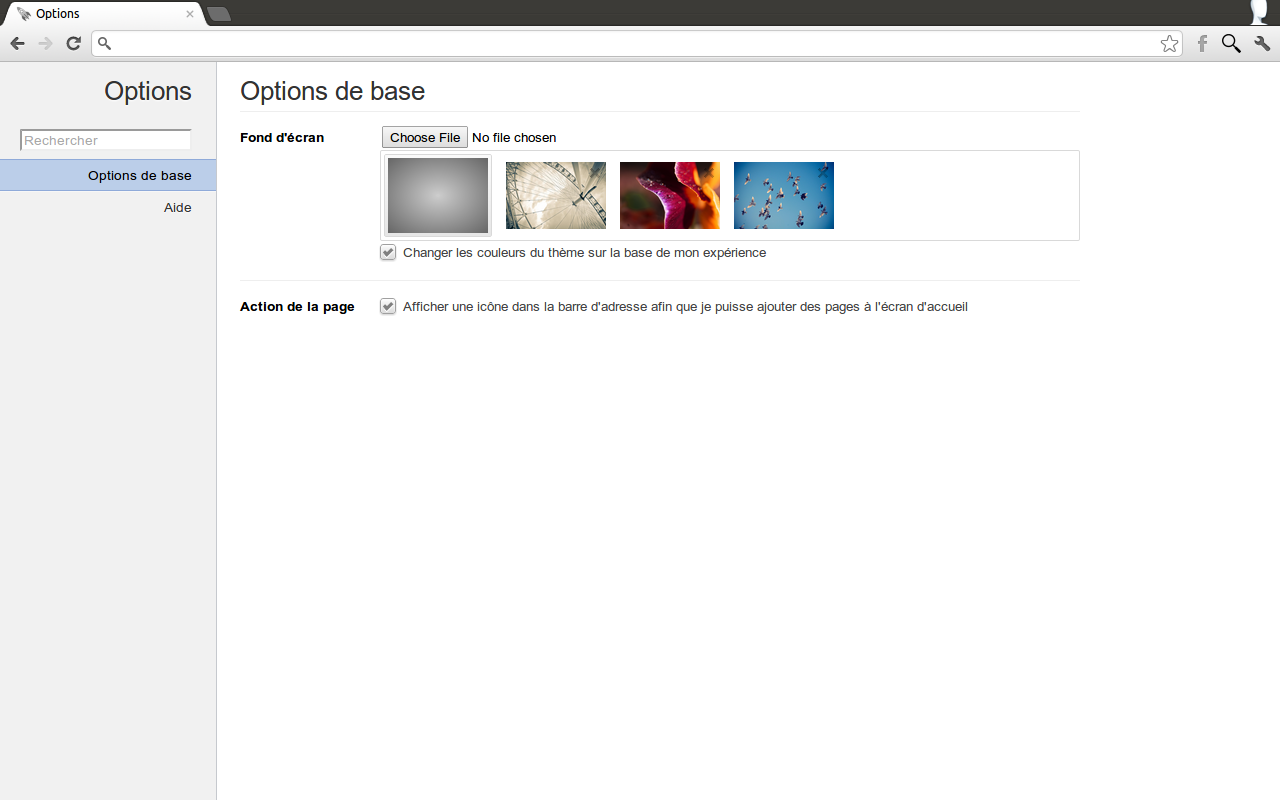 Options
Options
Options de base
Rechercher
Options de base
Aide
Fond d'écran
Choose File No file chosen
Changer les couleurs du thème sur la base de mon expérience
Action de la page
Afficher une icône dans la barre d'adresse afin que je puisse ajouter des pages à l'écran d'accueil